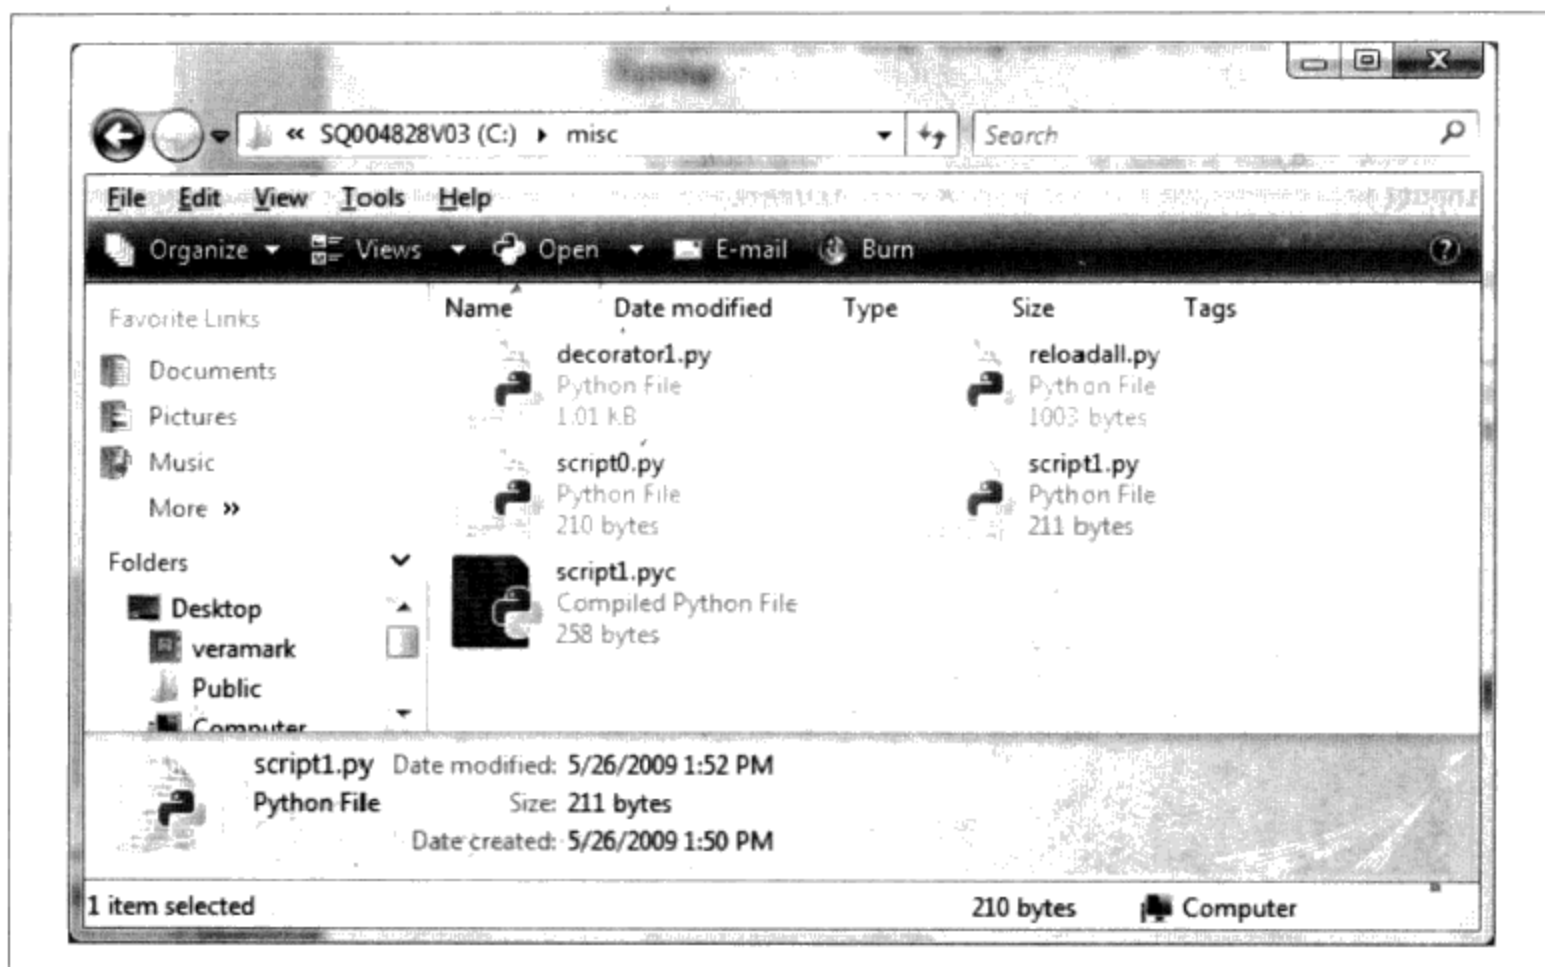 « SQ004828V03 (C:) ▸ misc
Search
File Edit View Tools Help
Organize Views Open E-mail Burn ?
Favorite Links
Documents
Pictures
Music
More »
Folders
Desktop
veramark
Public
Computer
Name Date modified Type Size Tags
decorator1.py
Python File
1.01 KB
reloadall.py
Python File
1003 bytes
script0.py
Python File
210 bytes
script1.py
Python File
211 bytes
script1.pyc
Compiled Python File
258 bytes
script1.py Date modified: 5/26/2009 1:52 PM
Python File Size: 211 bytes
Date created: 5/26/2009 1:50 PM
1 item selected 210 bytes Computer